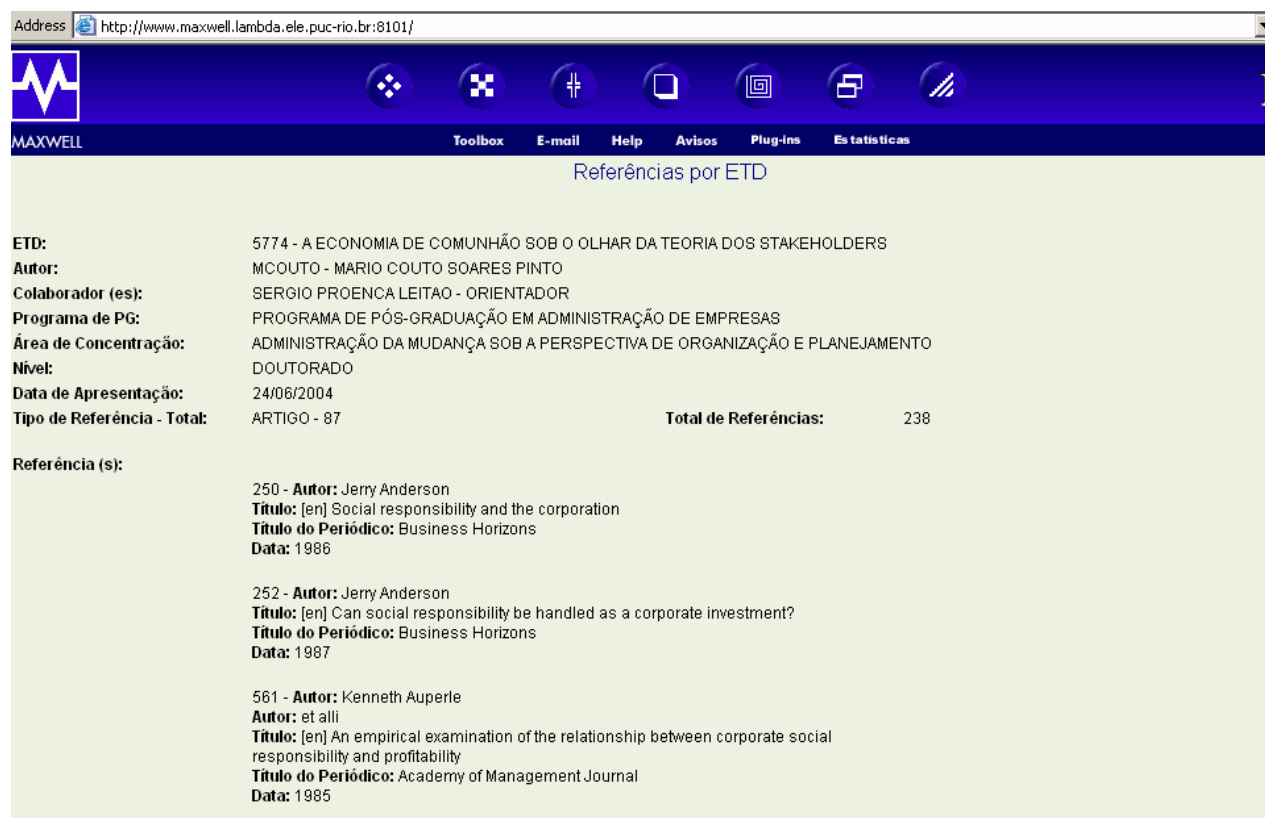 Address http://www.maxwell.lambda.ele.puc-rio.br:8101/
MAXWELL Toolbox E-mail Help Avisos Plug-ins Estatísticas
Referências por ETD
ETD: 5774 - A ECONOMIA DE COMUNHÃO SOB O OLHAR DA TEORIA DOS STAKEHOLDERS
Autor: MCOUTO - MARIO COUTO SOARES PINTO
Colaborador (es): SERGIO PROENCA LEITAO - ORIENTADOR
Programa de PG: PROGRAMA DE PÓS-GRADUAÇÃO EM ADMINISTRAÇÃO DE EMPRESAS
Área de Concentração: ADMINISTRAÇÃO DA MUDANÇA SOB A PERSPECTIVA DE ORGANIZAÇÃO E PLANEJAMENTO
Nível: DOUTORADO
Data de Apresentação: 24/06/2004
Tipo de Referência - Total: ARTIGO - 87 Total de Referências: 238
Referência (s):
250 - Autor: Jerry Anderson
Título: [en] Social responsibility and the corporation
Título do Periódico: Business Horizons
Data: 1986
252 - Autor: Jerry Anderson
Título: [en] Can social responsibility be handled as a corporate investment?
Título do Periódico: Business Horizons
Data: 1987
561 - Autor: Kenneth Auperle
Autor: et alli
Título: [en] An empirical examination of the relationship between corporate social
responsibility and profitability
Título do Periódico: Academy of Management Journal
Data: 1985